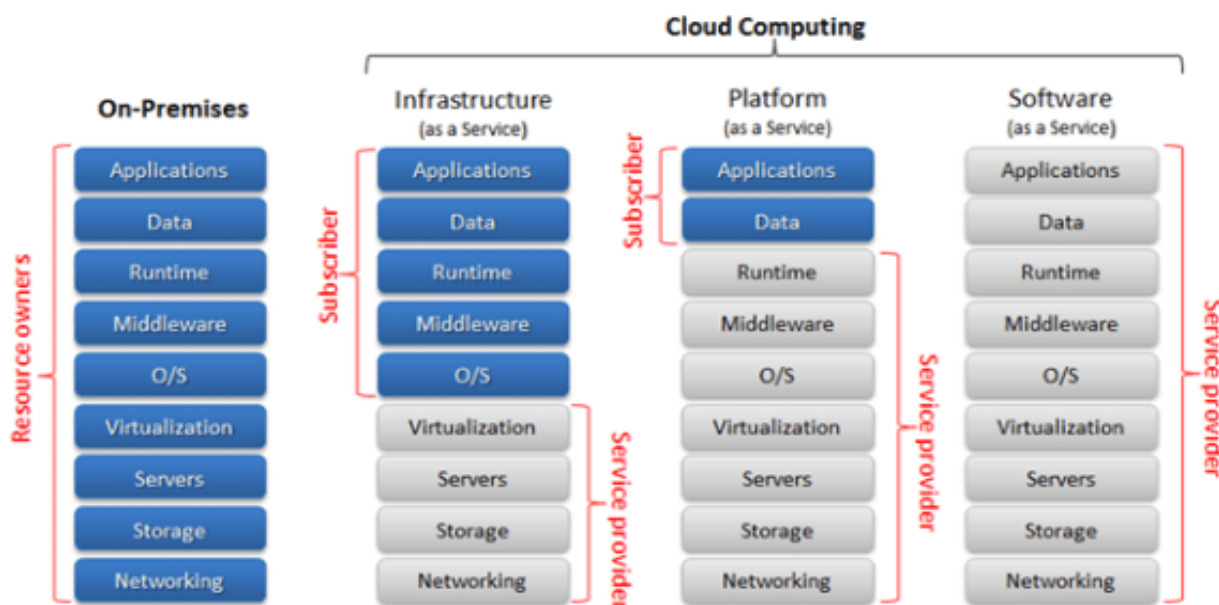 Cloud Computing
On-Premises
Infrastructure
(as a Service)
Platform
(as a Service)
Software
(as a Service)
Resource owners
Applications
Data
Runtime
Middleware
O/S
Virtualization
Servers
Storage
Networking
Subscriber
Applications
Data
Runtime
Middleware
O/S
Virtualization
Servers
Storage
Networking
Service provider
Subscriber
Applications
Data
Runtime
Middleware
O/S
Virtualization
Servers
Storage
Networking
Service provider
Applications
Data
Runtime
Middleware
O/S
Virtualization
Servers
Storage
Networking
Service provider